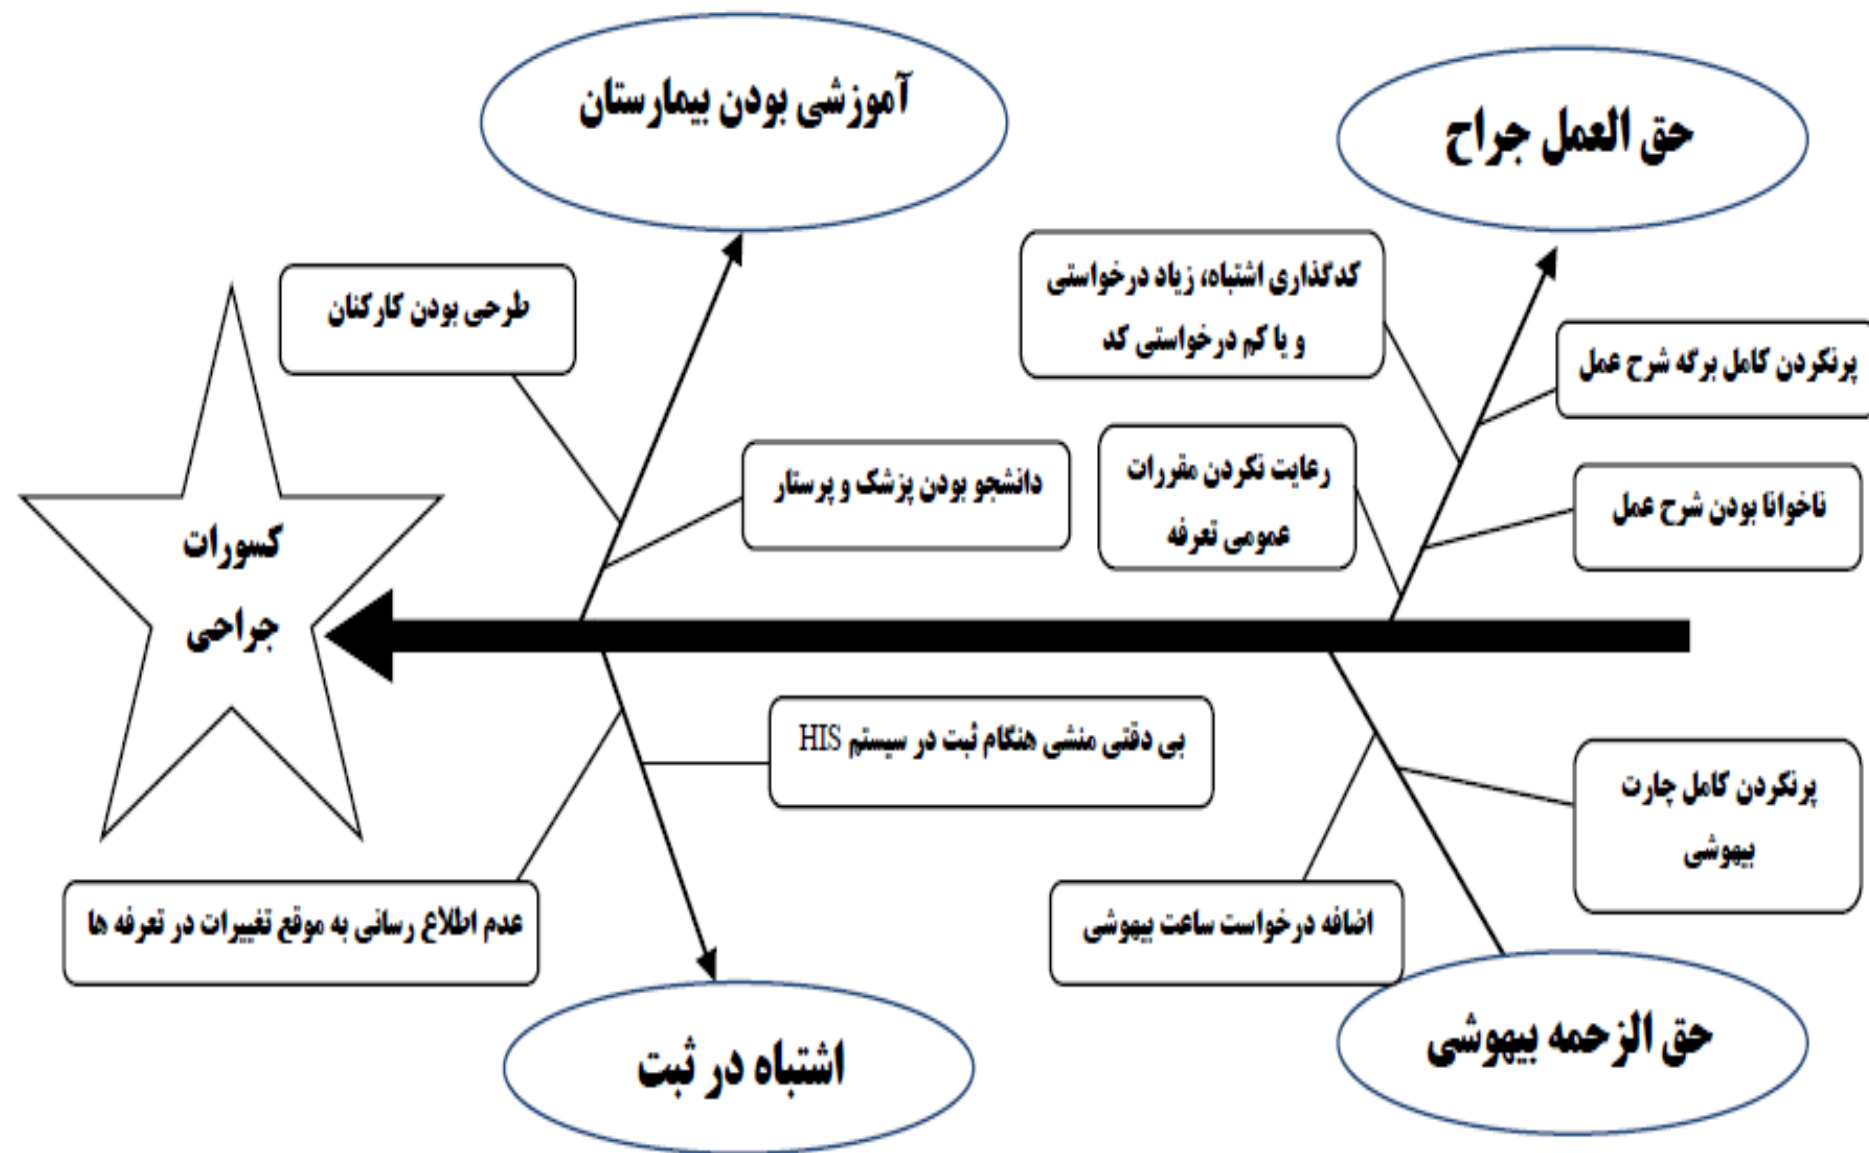 حق العمل جراح
آموزشی بودن بیمارستان
کدگذاری اشتباه، زیاد درخواستی
و یا کم درخواستی کد
طرحی بودن کارکنان
پرنکردن کامل برگه شرح عمل
رعایت نکردن مقررات
عمومی تعرفه
دانشجو بودن پزشک و پرستار
ناخوانا بودن شرح عمل
کسورات
جراحی
بی دقتی منشی هنگام ثبت در سیستم HIS
پرنکردن کامل چارت
بیهوشی
اضافه درخواست ساعت بیهوشی
عدم اطلاع رسانی به موقع تغییرات در تعرفه ها
حق الزحمه بیهوشی
اشتباه در ثبت